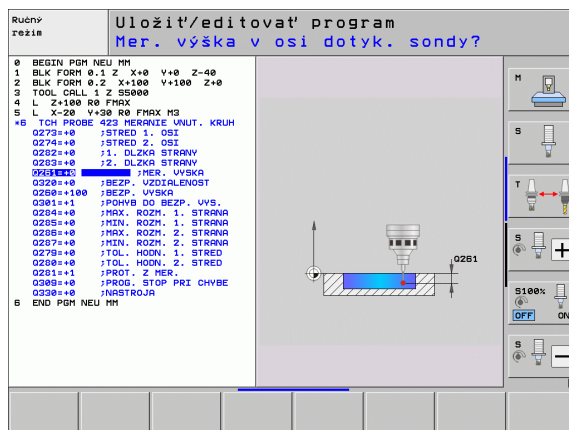 Ručný
režim
Uložiť/editovať program
Mer. výška v osi dotyk. sondy?
0 BEGIN PGM NEU MM
1 BLK FORM 0.1 Z X+0 Y+0 Z-40
2 BLK FORM 0.2 X+100 Y+100 Z+0
3 TOOL CALL 1 Z S5000
4 L Z+100 R0 FMAX
5 L X-20 Y+30 R0 FMAX M3
*6 TCH PROBE 423 MERANIE VNUT. KRUH
Q273=+0 ;STRED 1. OSI
Q274=+0 ;STRED 2. OSI
Q282=+0 ;1. DLZKA STRANY
Q283=+0 ;2. DLZKA STRANY
Q261=+0 ;MER. VYSKA
Q320=+0 ;BEZP. VZDIALENOST
Q260=+100 ;BEZP. VYSKA
Q301=+1 ;POHYB DO BEZP. VYS.
Q284=+0 ;MAX. ROZM. 1. STRANA
Q285=+0 ;MIN. ROZM. 1. STRANA
Q286=+0 ;MAX. ROZM. 2. STRANA
Q287=+0 ;MIN. ROZM. 2. STRANA
Q279=+0 ;TOL. HODN. 1. STRED
Q280=+0 ;TOL. HODN. 2. STRED
Q281=+1 ;PROT. Z MER.
Q309=+0 ;PROG. STOP PRI CHYBE
Q330=+0 ;NASTROJA
6 END PGM NEU MM
Q261
M
S
T
S
+
S100%
OFF ON
S
-